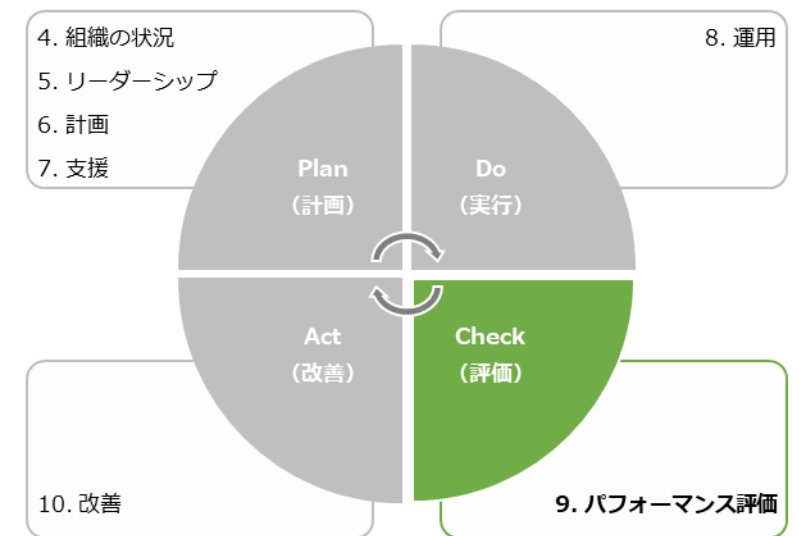 4. 組織の状況
5. リーダーシップ
6. 計画
7. 支援
8. 運用
Plan
（計画）
Do
（実行）
Act
（改善）
Check
（評価）
10. 改善
9. パフォーマンス評価